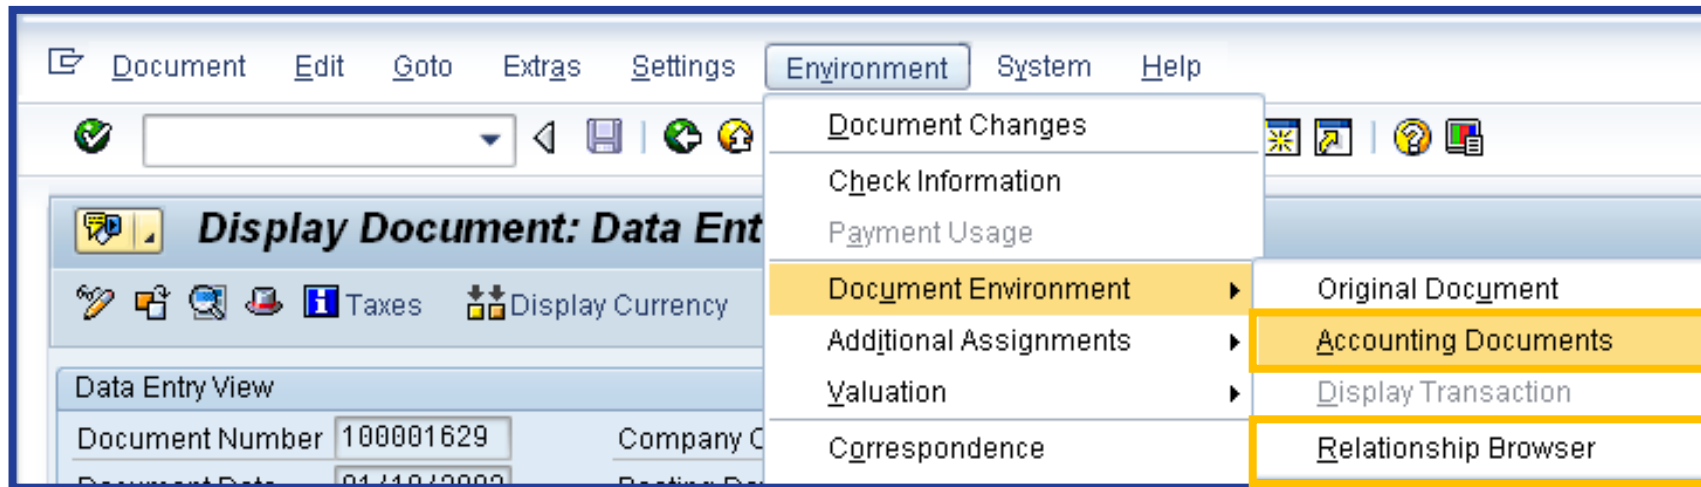 Document Edit Goto Extras Settings Environment System Help
Document Changes
Check Information
Display Document: Data Ent
Payment Usage
Taxes Display Currency
Document Environment
Original Document
Additional Assignments
Accounting Documents
Data Entry View
Valuation
Display Transaction
Document Number 100001629 Company C
Correspondence
Relationship Browser
Document Date